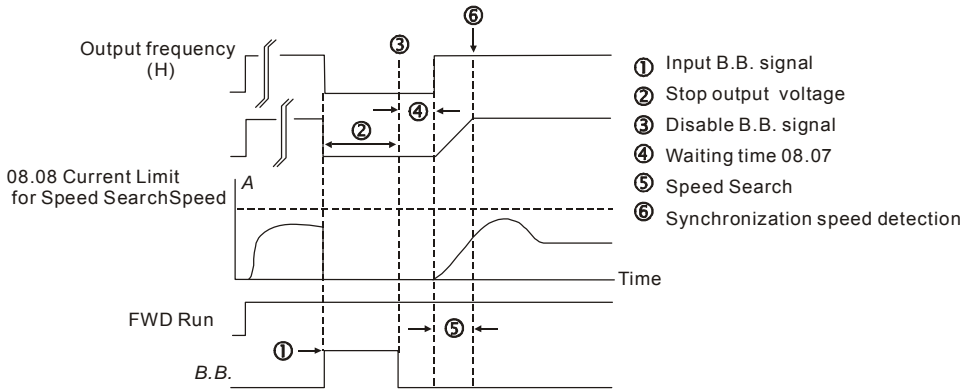 ⑥
Output frequency
(H)
③
④
②
08.08 Current Limit
for Speed SearchSpeed
A
Time
FWD Run
⑤
①
B.B.
① Input B.B. signal
② Stop output voltage
③ Disable B.B. signal
④ Waiting time 08.07
⑤ Speed Search
⑥ Synchronization speed detection